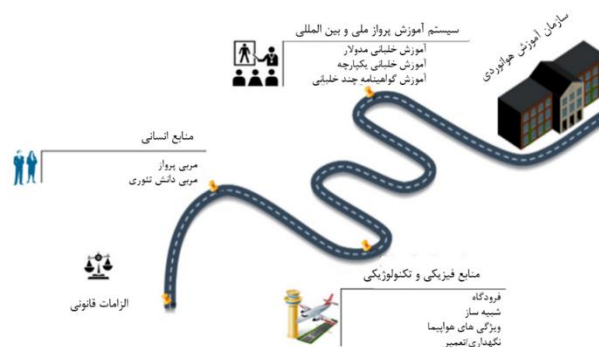 سیستم آموزش پرواز ملی و بین المللی
آموزش خلبانی مدولار
آموزش خلبانی یکپارچه
آموزش گواهینامه چند خلبانی
سازمان آموزش هوانوردی
منابع انسانی
مربی پرواز
مربی دانش تئوری
الزامات قانونی
منابع فیزیکی و تکنولوژیکی
فرودگاه
شبیه ساز
ویژگی های هواپیما
نگهداری/تعمیر